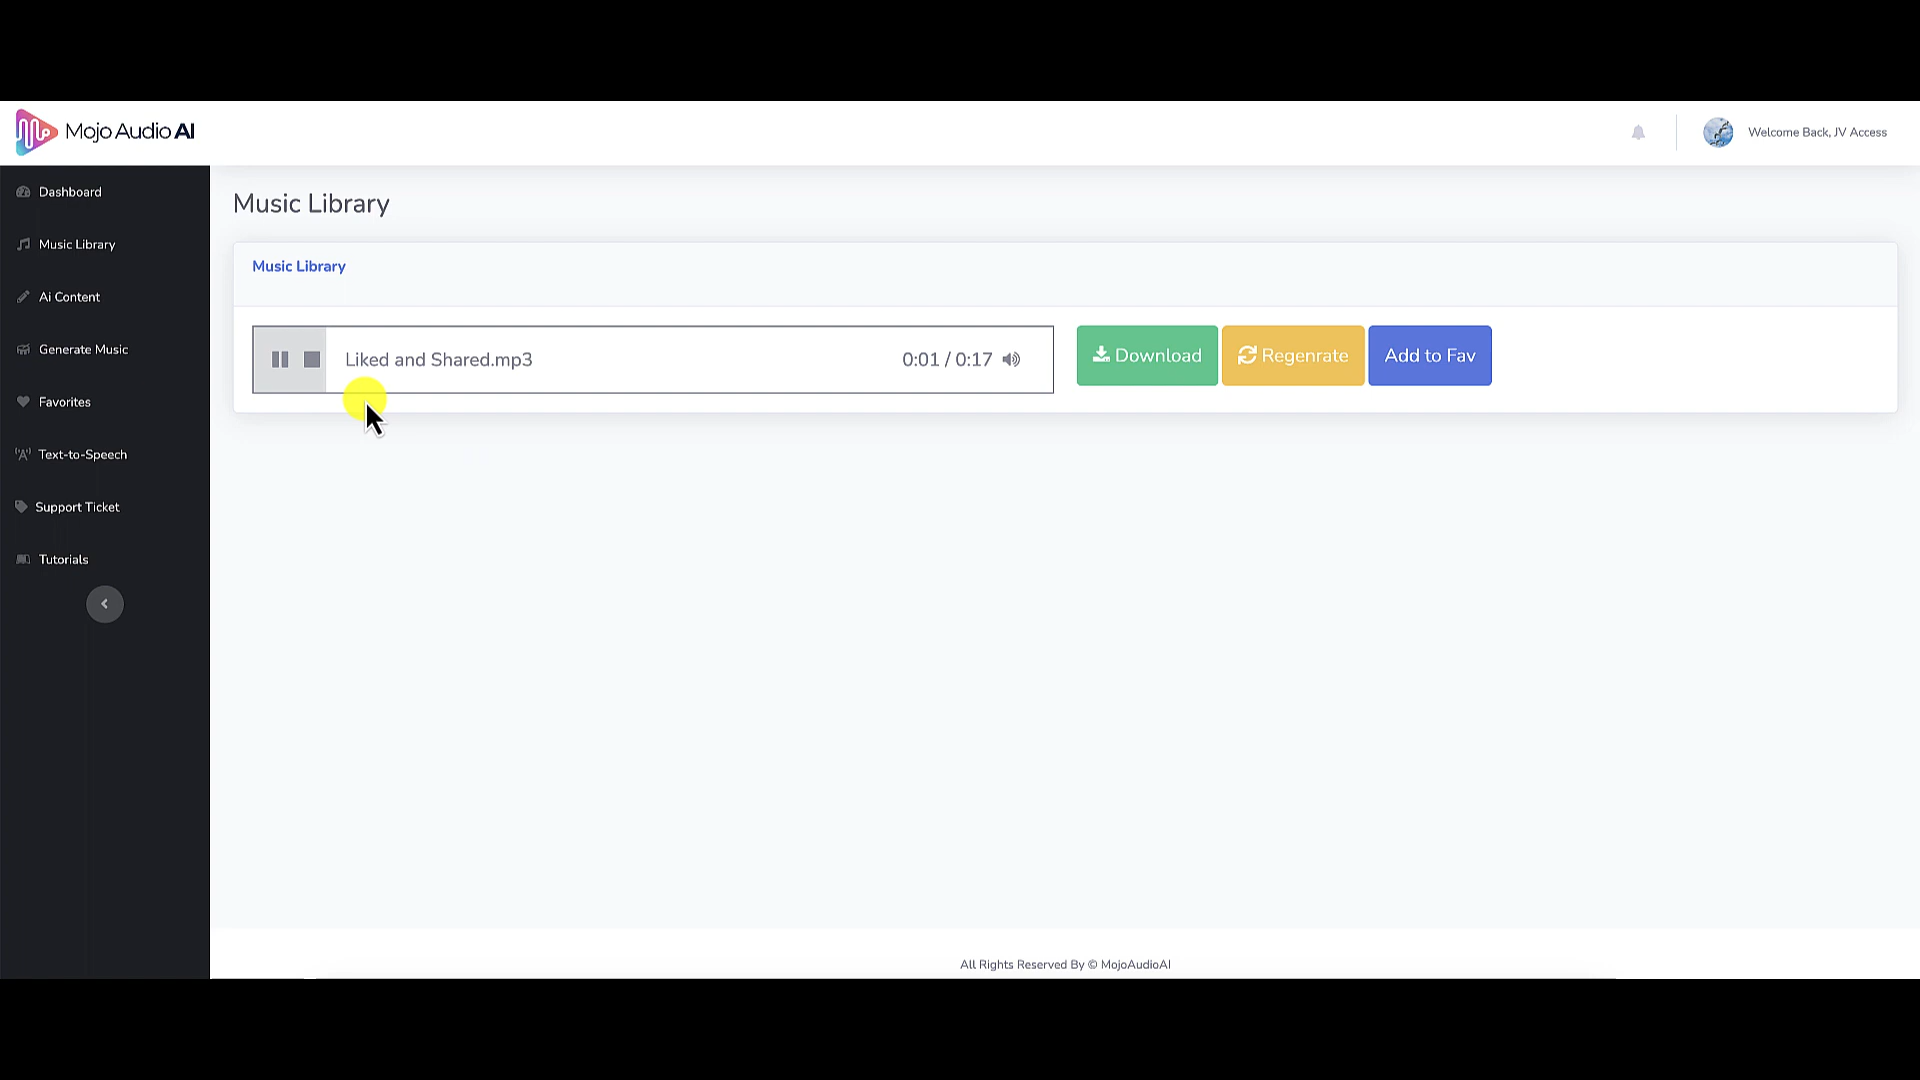 Mojo Audio AI
Welcome Back, JV Access
Dashboard
Music Library
Ai Content
Generate Music
Favorites
Text-to-Speech
Support Ticket
Tutorials
Music Library
Music Library
Liked and Shared.mp3
0:01 / 0:17
Download
Regenrate
Add to Fav
All Rights Reserved By © MojoAudioAI